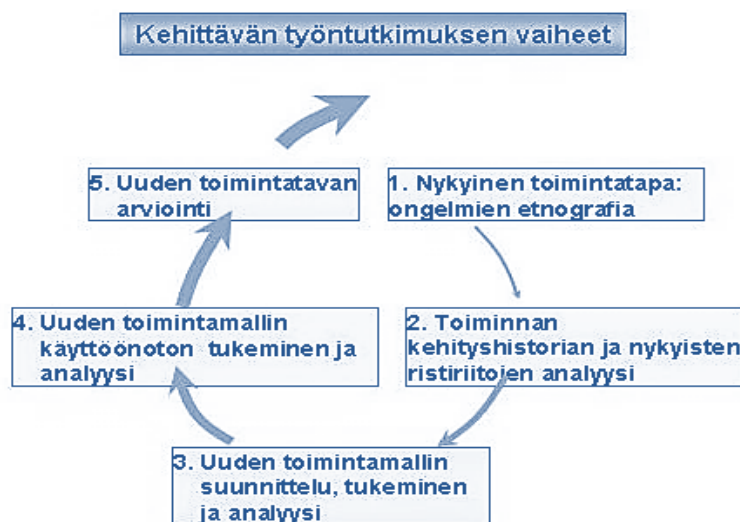 Kehittävän työntutkimuksen vaiheet
5. Uuden toimintatavan
arviointi
1. Nykyinen toimintatapa:
ongelmien etnografia
4. Uuden toimintamallin
käyttöönoton tukeminen ja
analyysi
2. Toiminnan
kehityshistorian ja nykyisten
ristiriitojen analyysi
3. Uuden toimintamallin
suunnittelu, tukeminen
ja analyysi